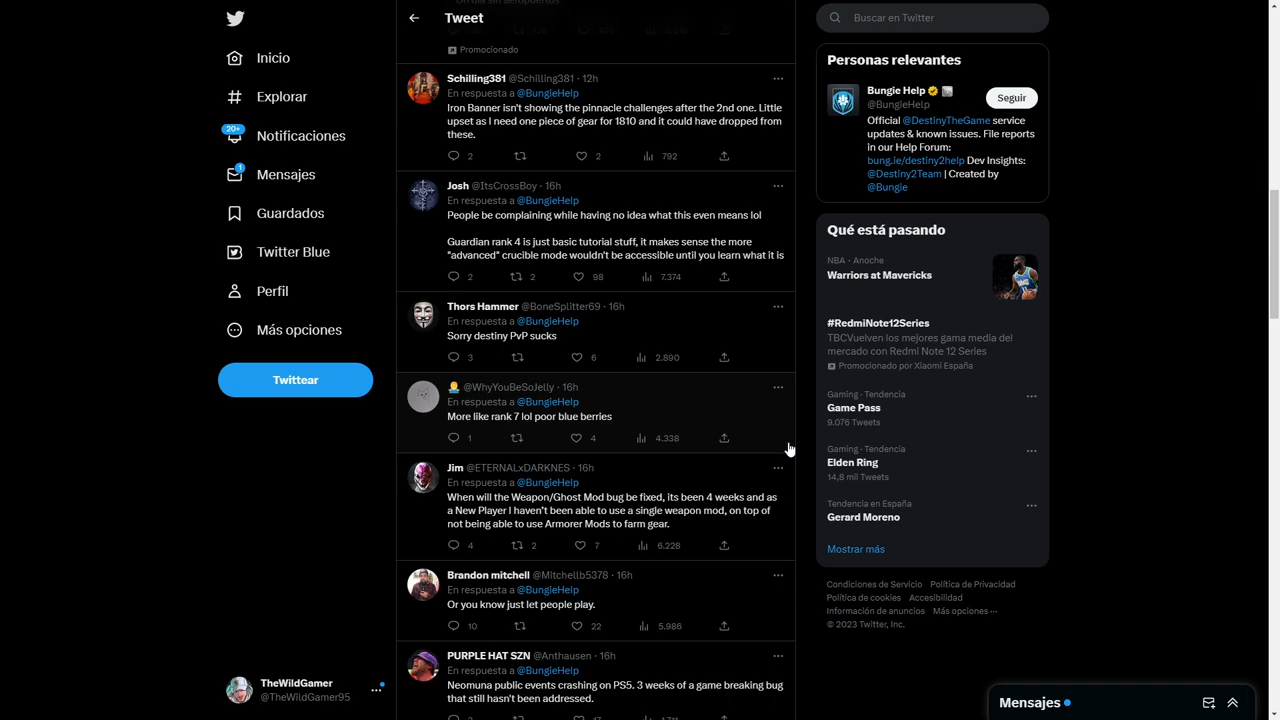 Inicio
Explorar
20+
Notificaciones
1
Mensajes
Guardados
Twitter Blue
Perfil
Más opciones
Twittear
TheWildGamer
@TheWildGamer95
Tweet
Promocionado
Schilling381 @Schilling381 · 12h
En respuesta a @BungieHelp
Iron Banner isn't showing the pinnacle challenges after the 2nd one. Little
upset as I need one piece of gear for 1810 and it could have dropped from
these.
2 2 792
Josh @ItsCrossBoy · 16h
En respuesta a @BungieHelp
People be complaining while having no idea what this even means lol
Guardian rank 4 is just basic tutorial stuff, it makes sense the more
"advanced" crucible mode wouldn't be accessible until you learn what it is
2 2 98 7.374
Thors Hammer @BoneSplitter69 · 16h
En respuesta a @BungieHelp
Sorry destiny PvP sucks
3 6 2.890
@WhyYouBeSoJelly · 16h
En respuesta a @BungieHelp
More like rank 7 lol poor blue berries
1 4 4.338
Jim @ETERNALxDARKNES · 16h
En respuesta a @BungieHelp
When will the Weapon/Ghost Mod bug be fixed, its been 4 weeks and as
a New Player I haven't been able to use a single weapon mod, on top of
not being able to use Armorer Mods to farm gear.
4 2 7 6.228
Brandon mitchell @Mitchellb5378 · 16h
En respuesta a @BungieHelp
Or you know just let people play.
10 22 5.986
PURPLE HAT SZN @Anthausen · 16h
En respuesta a @BungieHelp
Neomuna public events crashing on PS5. 3 weeks of a game breaking bug
that still hasn't been addressed.
Buscar en Twitter
Personas relevantes
Bungie Help
@BungieHelp
Seguir
Official @DestinyTheGame service
updates & known issues. File reports
in our Help Forum:
bung.ie/destiny2help Dev Insights:
@Destiny2Team | Created by
@Bungie
Qué está pasando
NBA · Anoche
Warriors at Mavericks
#RedmiNote12Series
TBCVuelven los mejores gama media del
mercado con Redmi Note 12 Series
Promocionado por Xiaomi España
Gaming · Tendencia
Game Pass
9.076 Tweets
Gaming · Tendencia
Elden Ring
14,8 mil Tweets
Tendencia en España
Gerard Moreno
Mostrar más
Condiciones de Servicio Política de Privacidad
Política de cookies Accesibilidad
Información de anuncios Más opciones ···
© 2023 Twitter, Inc.
Mensajes